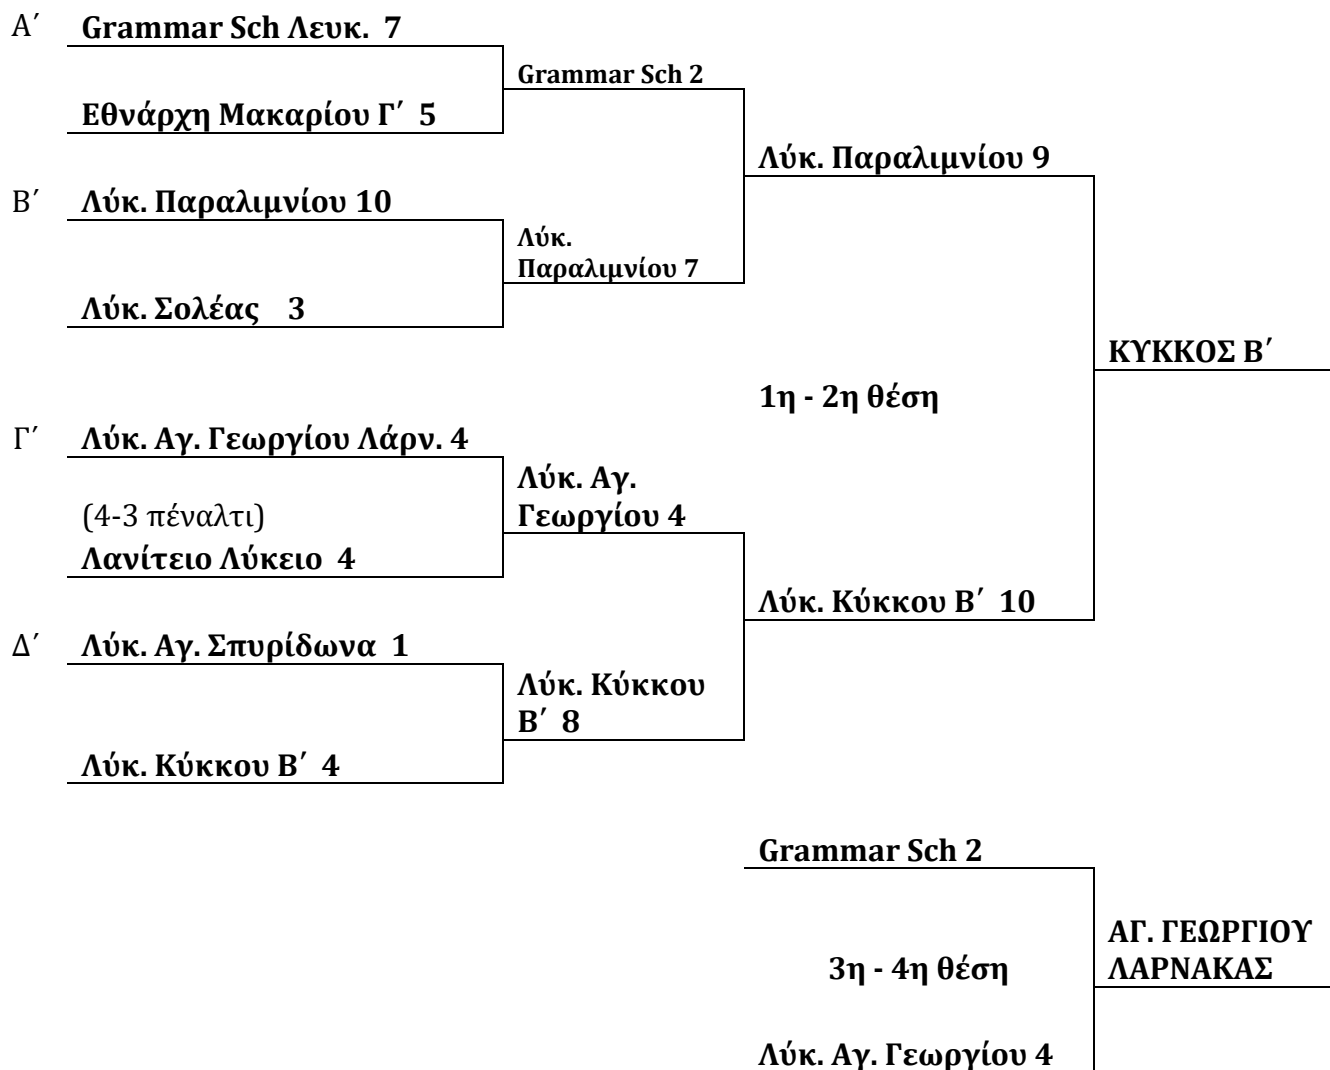 Α΄ Grammar Sch Λευκ. 7
Grammar Sch 2
Εθνάρχη Μακαρίου Γ΄ 5
Λύκ. Παραλιμνίου 9
Β΄ Λύκ. Παραλιμνίου 10
Λύκ.
Παραλιμνίου 7
Λύκ. Σολέας 3
ΚΥΚΚΟΣ Β΄
1η - 2η θέση
Γ΄ Λύκ. Αγ. Γεωργίου Λάρν. 4
Λύκ. Αγ.
Γεωργίου 4
(4-3 πέναλτι)
Λανίτειο Λύκειο 4
Λύκ. Κύκκου Β΄ 10
Δ΄ Λύκ. Αγ. Σπυρίδωνα 1
Λύκ. Κύκκου
Β΄ 8
Λύκ. Κύκκου Β΄ 4
Grammar Sch 2
ΑΓ. ΓΕΩΡΓΙΟΥ
ΛΑΡΝΑΚΑΣ
3η - 4η θέση
Λύκ. Αγ. Γεωργίου 4